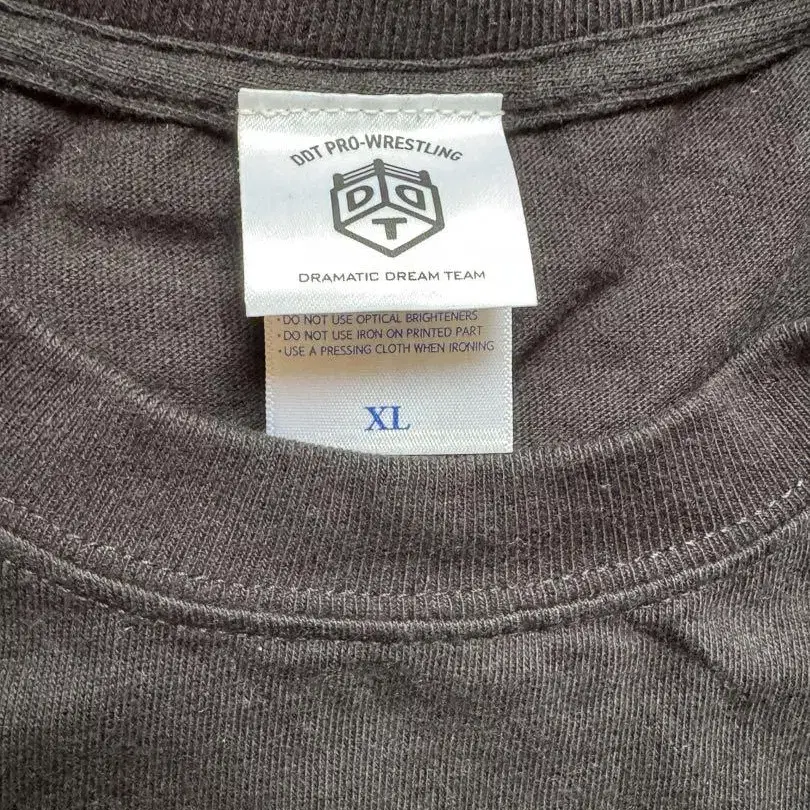 DDT PRO-WRESTLING
D D
T
DRAMATIC DREAM TEAM
· DO NOT USE OPTICAL BRIGHTENERS
· DO NOT USE IRON ON PRINTED PART
· USE A PRESSING CLOTH WHEN IRONING
XL